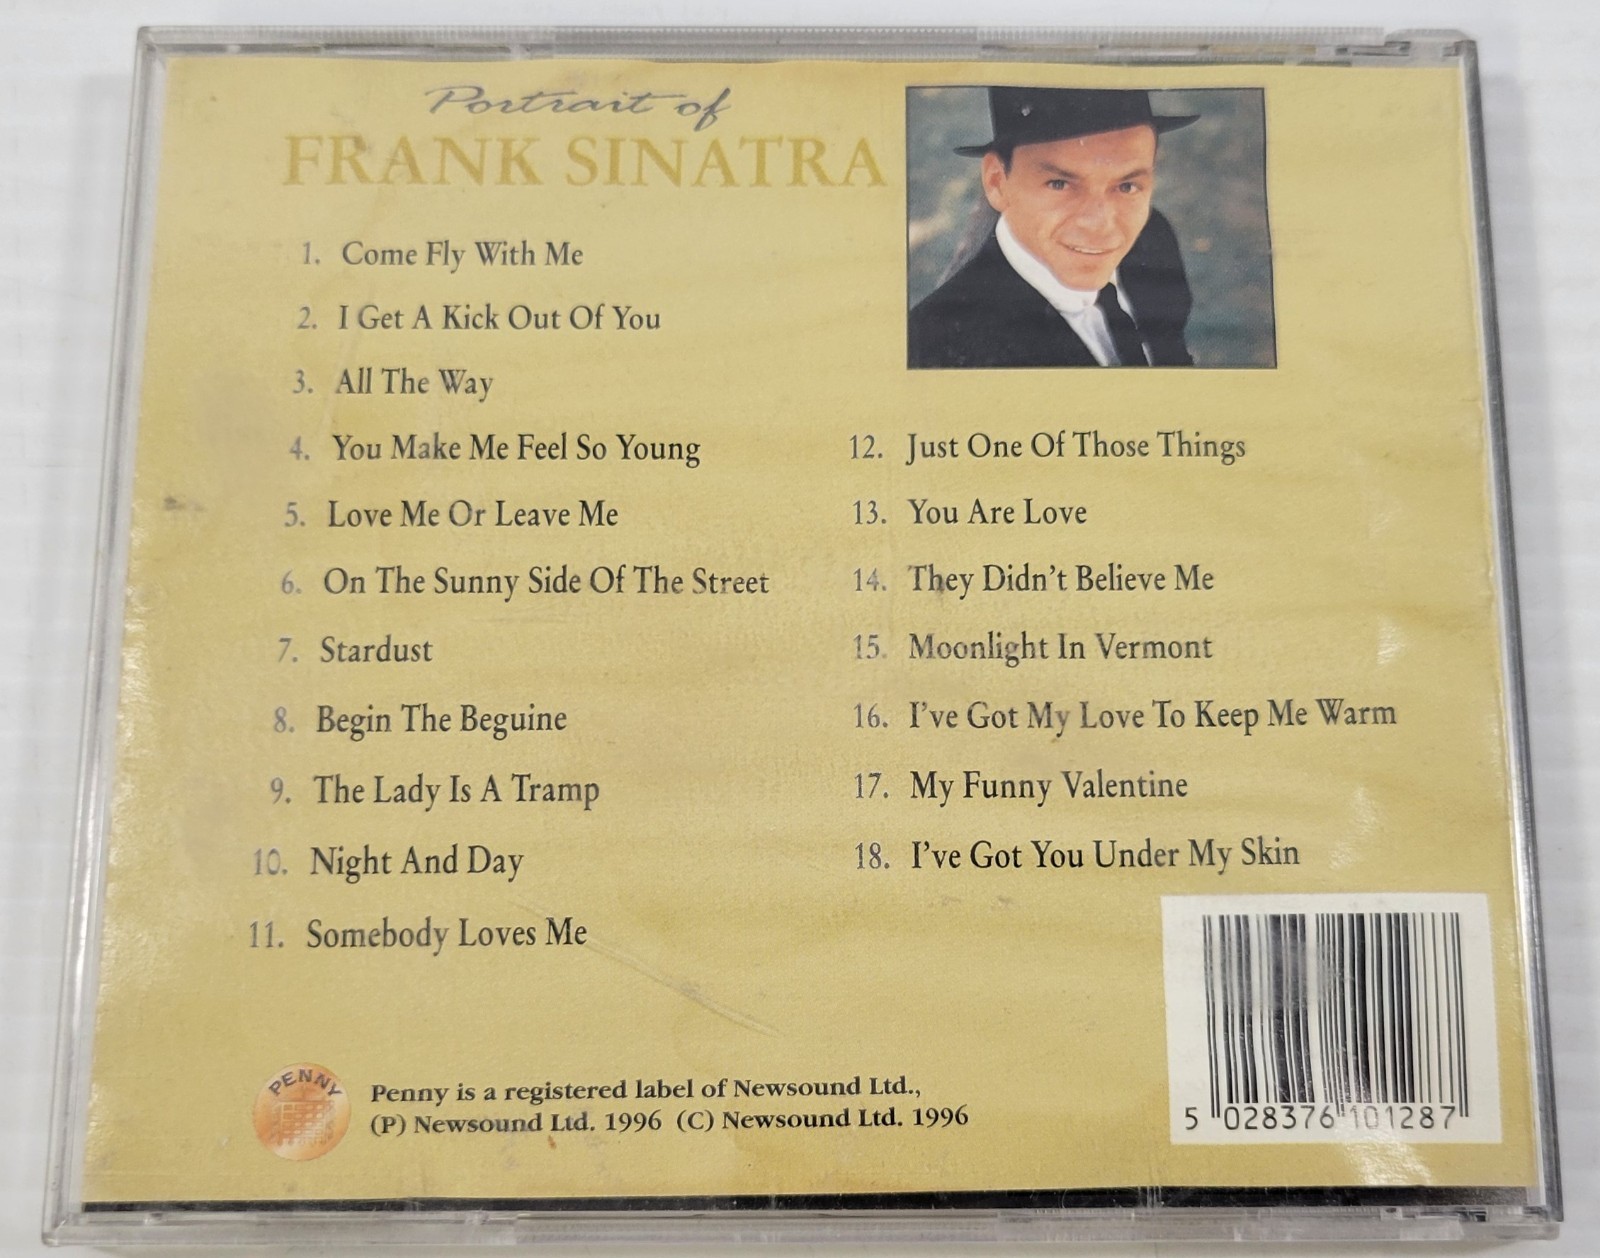 Portrait of
FRANK SINATRA
1. Come Fly With Me
2. I Get A Kick Out Of You
3. All The Way
4. You Make Me Feel So Young
5. Love Me Or Leave Me
6. On The Sunny Side Of The Street
7. Stardust
8. Begin The Beguine
9. The Lady Is A Tramp
10. Night And Day
11. Somebody Loves Me
12. Just One Of Those Things
13. You Are Love
14. They Didn't Believe Me
15. Moonlight In Vermont
16. I've Got My Love To Keep Me Warm
17. My Funny Valentine
18. I've Got You Under My Skin
PENNY
Penny is a registered label of Newsound Ltd.,
(P) Newsound Ltd. 1996 (C) Newsound Ltd. 1996
5 028376 101287